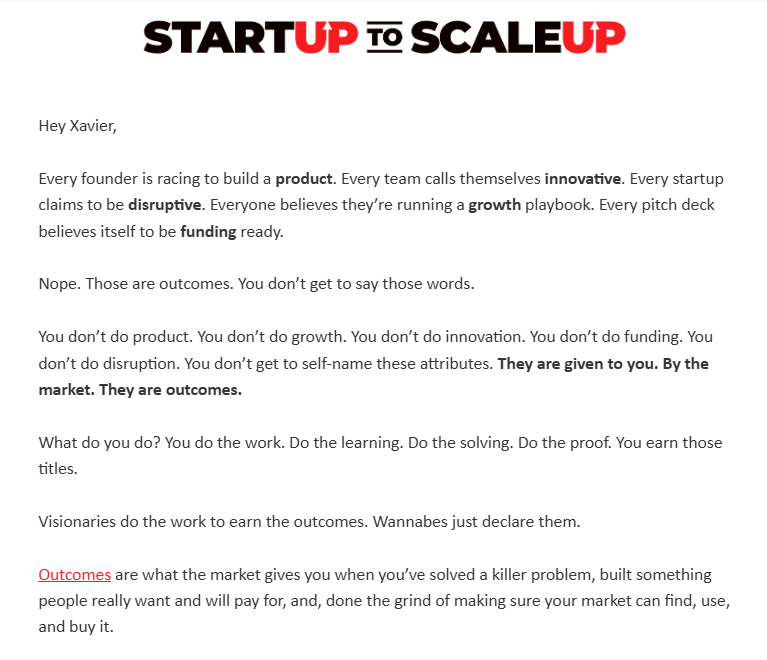 STARTUP TO SCALEUP
Hey Xavier,
Every founder is racing to build a product. Every team calls themselves innovative. Every startup
claims to be disruptive. Everyone believes they’re running a growth playbook. Every pitch deck
believes itself to be funding ready.
Nope. Those are outcomes. You don’t get to say those words.
You don’t do product. You don’t do growth. You don’t do innovation. You don’t do funding. You
don’t do disruption. You don’t get to self-name these attributes. They are given to you. By the
market. They are outcomes.
What do you do? You do the work. Do the learning. Do the solving. Do the proof. You earn those
titles.
Visionaries do the work to earn the outcomes. Wannabes just declare them.
Outcomes are what the market gives you when you’ve solved a killer problem, built something
people really want and will pay for, and, done the grind of making sure your market can find, use,
and buy it.